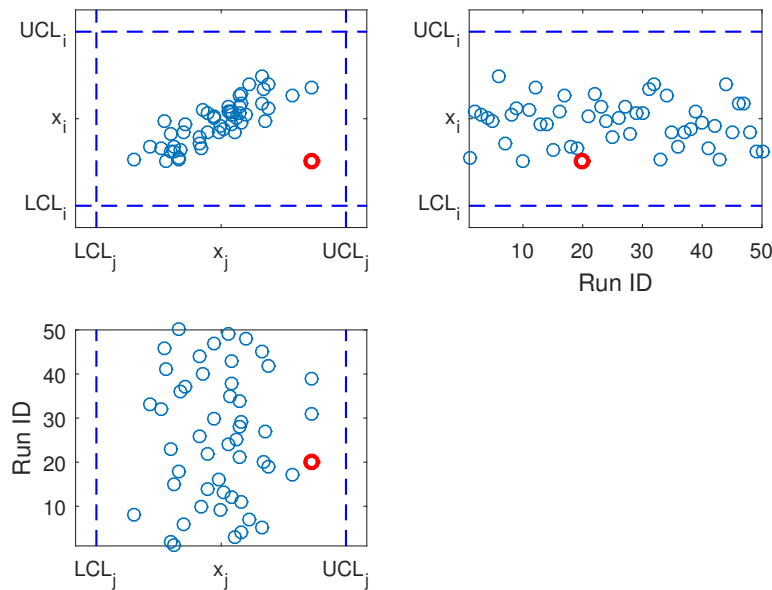 UCL_i
UCL_i
x_i
x_i
LCL_i
LCL_i
LCL_j x_j UCL_j
10 20 30 40 50
Run ID
50
40
30
20
10
Run ID
LCL_j x_j UCL_j